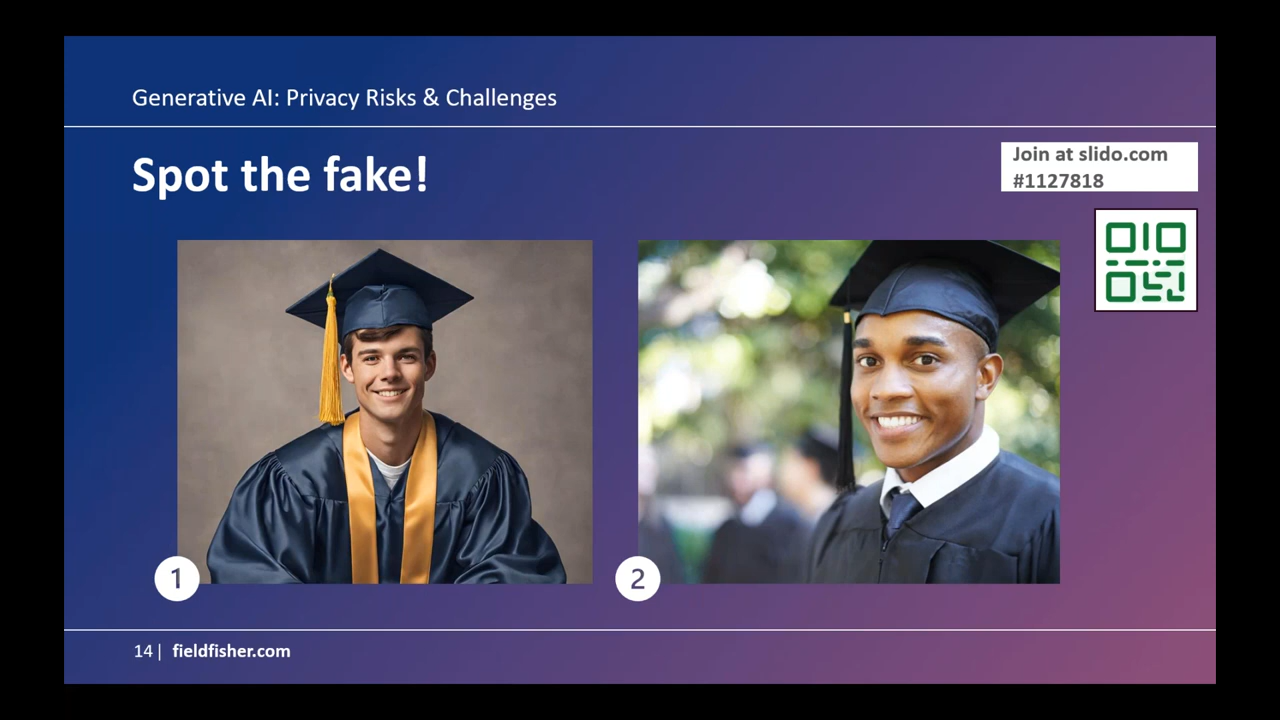 Generative AI: Privacy Risks & Challenges
Spot the fake!
Join at slido.com
#1127818
1
2
14 | fieldfisher.com